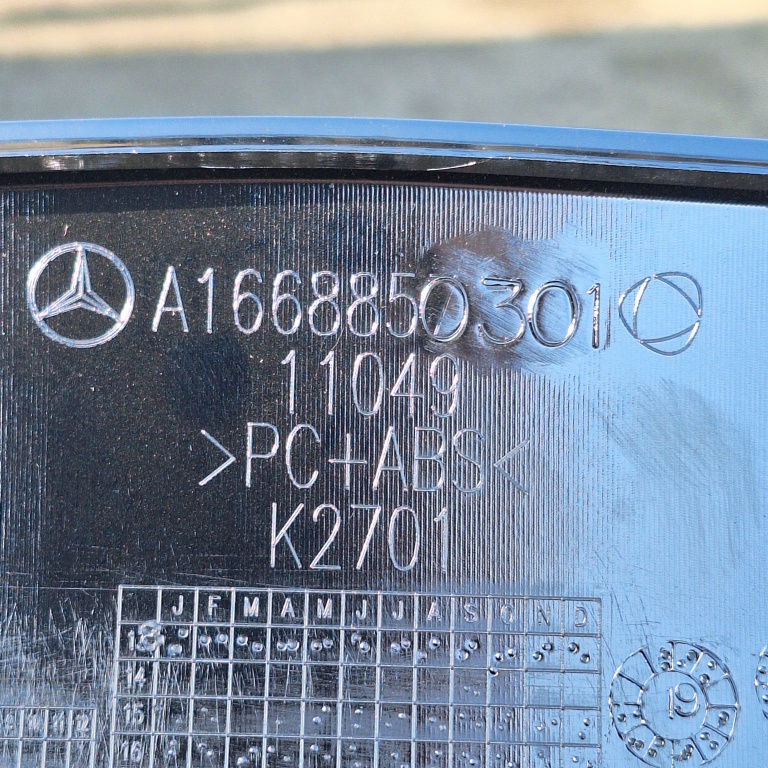 A1668850301
11049
>PC+ABS<
K2701
J F M A M J J A S O N D
13
14
15
16
19